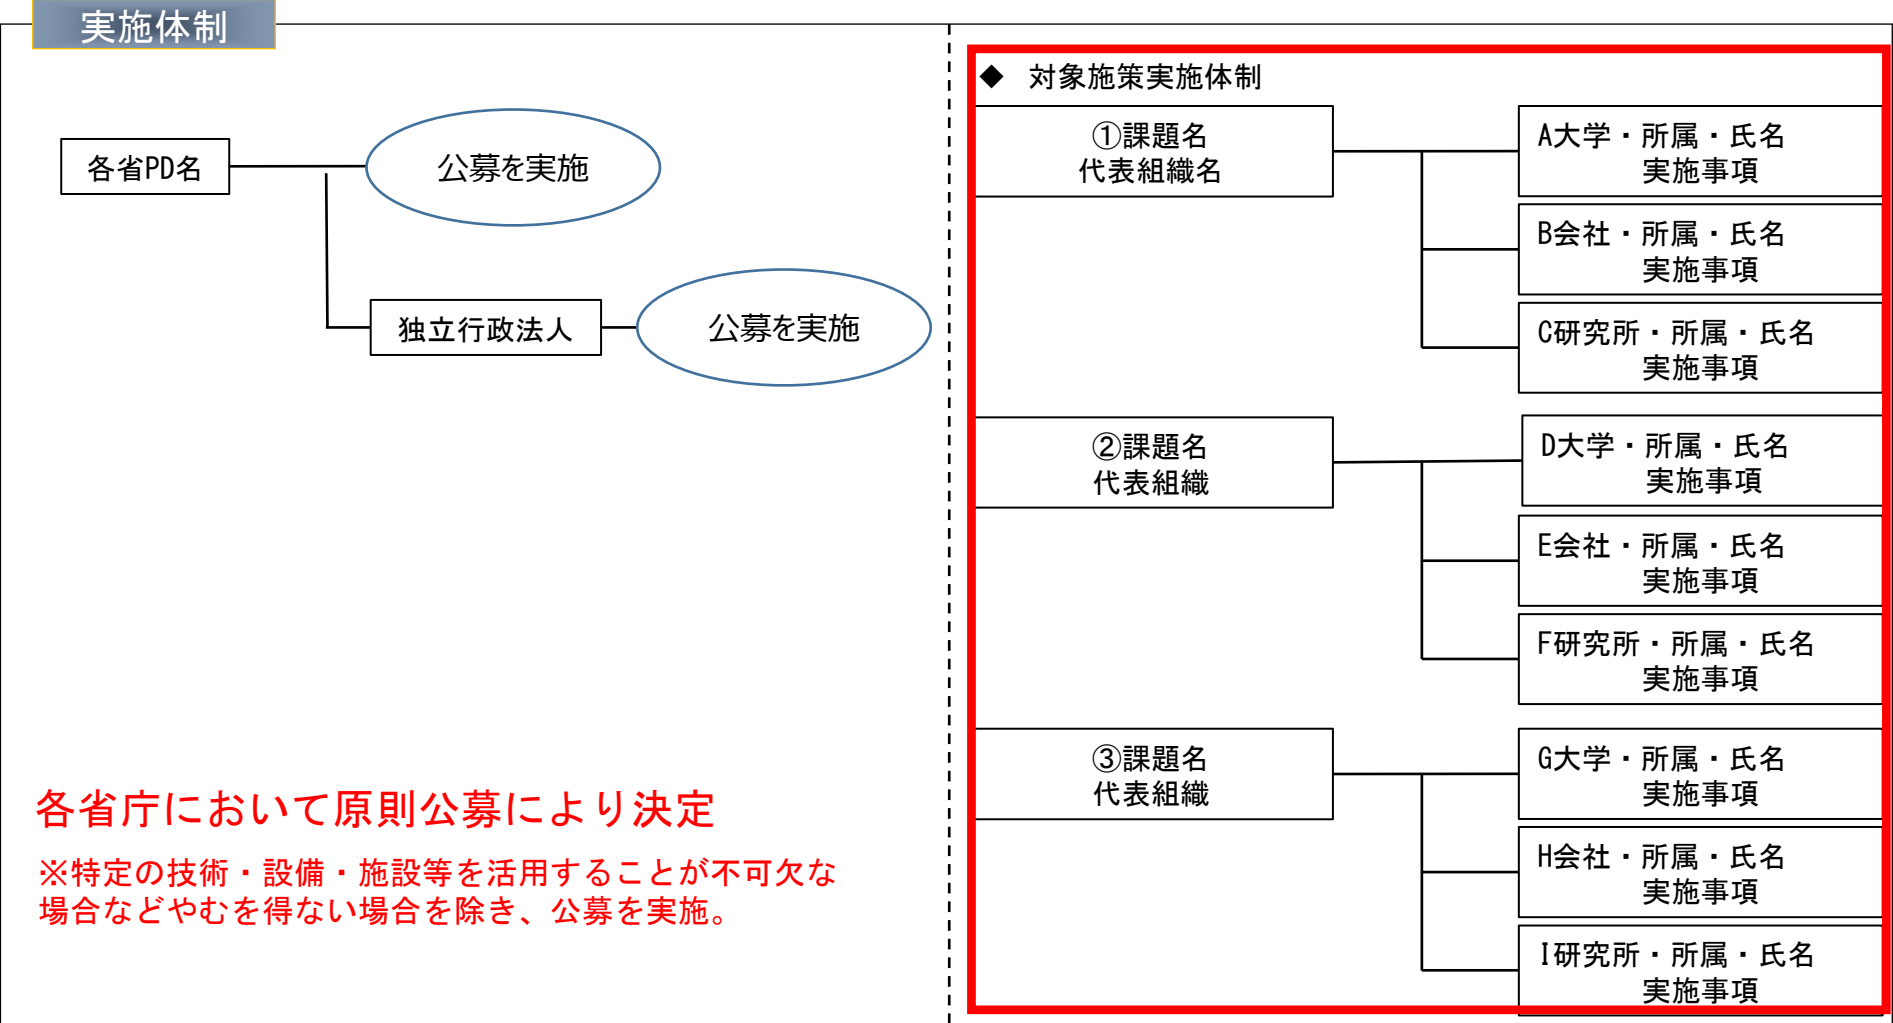 実施体制
各省PD名
公募を実施
独立行政法人
公募を実施
各省庁において原則公募により決定
※特定の技術・設備・施設等を活用することが不可欠な
場合などやむを得ない場合を除き、公募を実施。
◆ 対象施策実施体制
①課題名
代表組織名
A大学・所属・氏名
実施事項
B会社・所属・氏名
実施事項
C研究所・所属・氏名
実施事項
②課題名
代表組織
D大学・所属・氏名
実施事項
E会社・所属・氏名
実施事項
F研究所・所属・氏名
実施事項
③課題名
代表組織
G大学・所属・氏名
実施事項
H会社・所属・氏名
実施事項
I研究所・所属・氏名
実施事項